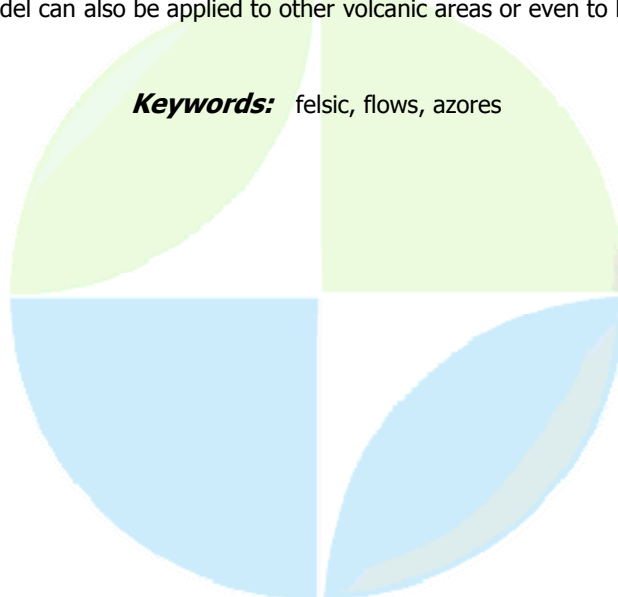 del can also be applied to other volcanic areas or even to
Keywords: felsic, flows, azores